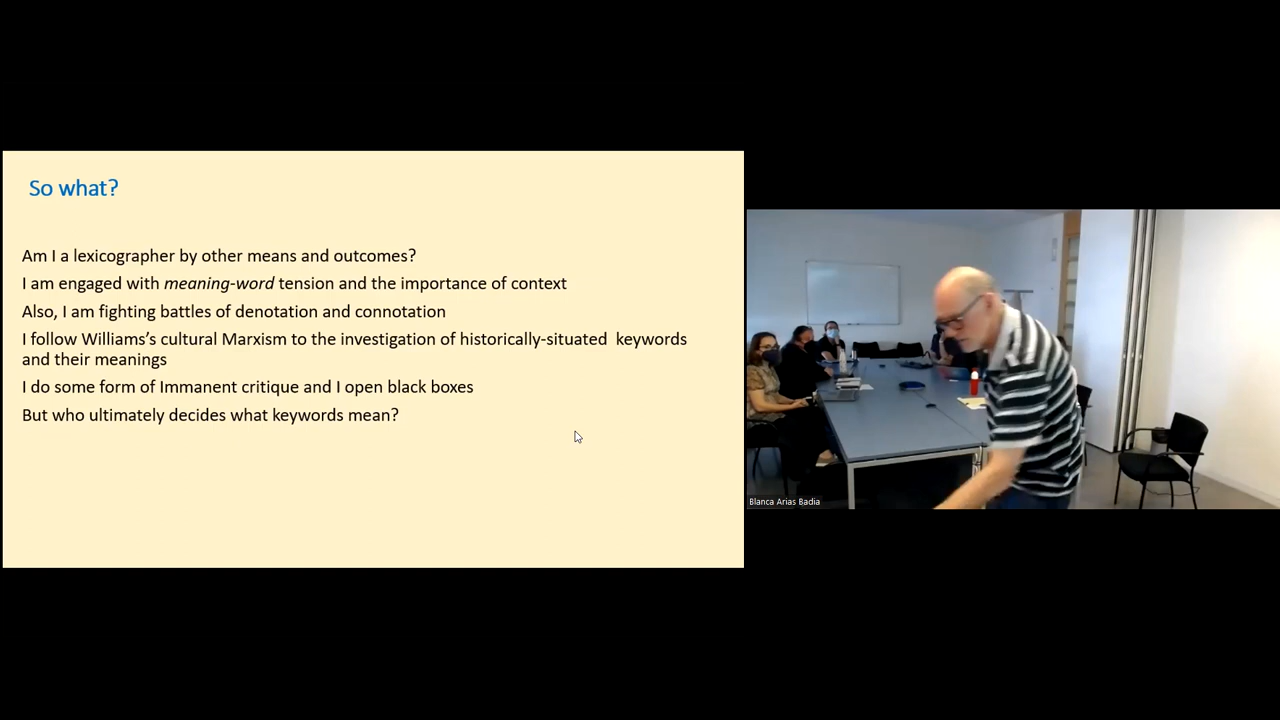 So what?
Am I a lexicographer by other means and outcomes?
I am engaged with meaning-word tension and the importance of context
Also, I am fighting battles of denotation and connotation
I follow Williams’s cultural Marxism to the investigation of historically-situated  keywords
and their meanings
I do some form of Immanent critique and I open black boxes
But who ultimately decides what keywords mean?
Blanca Arias Badia